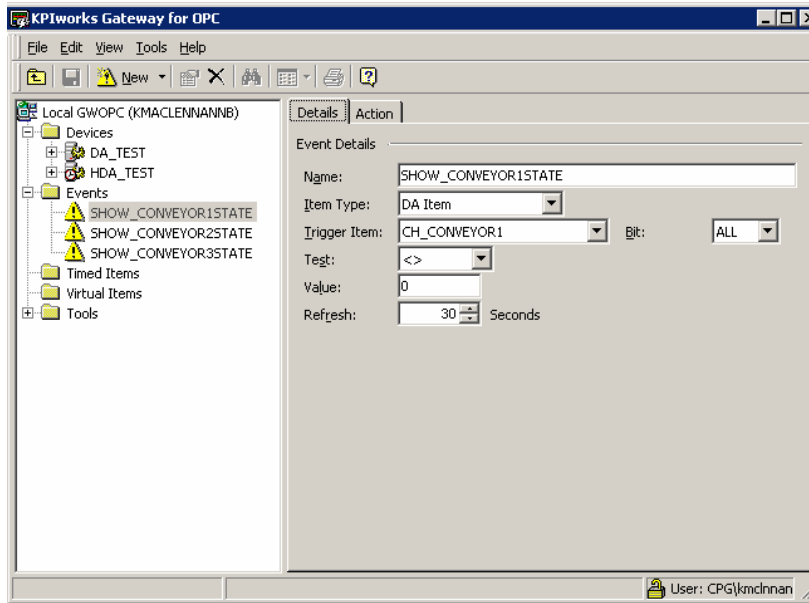 KPIworks Gateway for OPC
File Edit View Tools Help
New
Local GWOPC (KMACLENNANNB)
Devices
DA_TEST
HDA_TEST
Events
SHOW_CONVEYOR1STATE
SHOW_CONVEYOR2STATE
SHOW_CONVEYOR3STATE
Timed Items
Virtual Items
Tools
Details Action
Event Details
Name: SHOW_CONVEYOR1STATE
Item Type: DA Item
Trigger Item: CH_CONVEYOR1 Bit: ALL
Test: <>
Value: 0
Refresh: 30 Seconds
User: CPG\kmclnnan